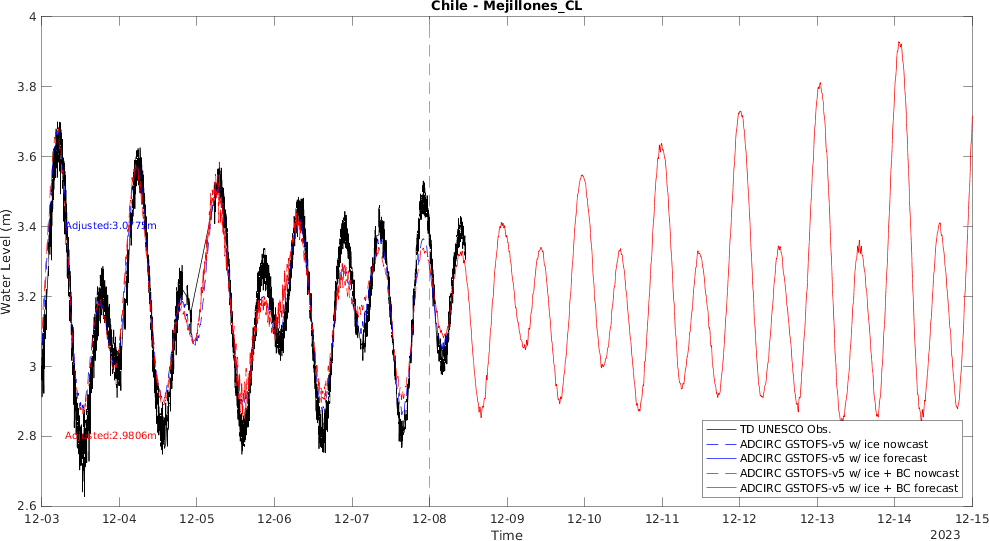 Chile - Mejillones_CL
4
3.8
3.6
3.4
3.2
3
2.8
2.6
Water Level (m)
Adjusted:3.0775m
Adjusted:2.9806m
TD UNESCO Obs.
ADCIRC GSTOFS-v5 w/ ice nowcast
ADCIRC GSTOFS-v5 w/ ice forecast
ADCIRC GSTOFS-v5 w/ ice + BC nowcast
ADCIRC GSTOFS-v5 w/ ice + BC forecast
12-03 12-04 12-05 12-06 12-07 12-08 12-09 12-10 12-11 12-12 12-13 12-14 12-15
Time
2023